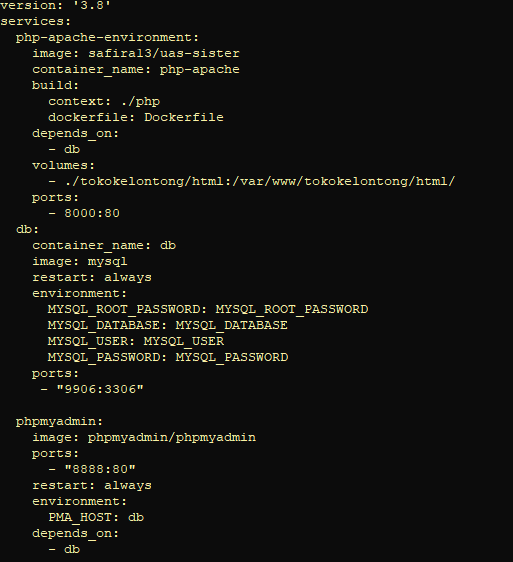 version: '3.8'
services:
  php-apache-environment:
    image: safira13/uas-sister
    container_name: php-apache
    build:
      context: ./php
      dockerfile: Dockerfile
    depends_on:
      - db
    volumes:
      - ./tokokelontong/html:/var/www/tokokelontong/html/
    ports:
      - 8000:80
  db:
    container_name: db
    image: mysql
    restart: always
    environment:
      MYSQL_ROOT_PASSWORD: MYSQL_ROOT_PASSWORD
      MYSQL_DATABASE: MYSQL_DATABASE
      MYSQL_USER: MYSQL_USER
      MYSQL_PASSWORD: MYSQL_PASSWORD
    ports:
     - "9906:3306"

  phpmyadmin:
    image: phpmyadmin/phpmyadmin
    ports:
      - "8888:80"
    restart: always
    environment:
      PMA_HOST: db
    depends_on:
      - db